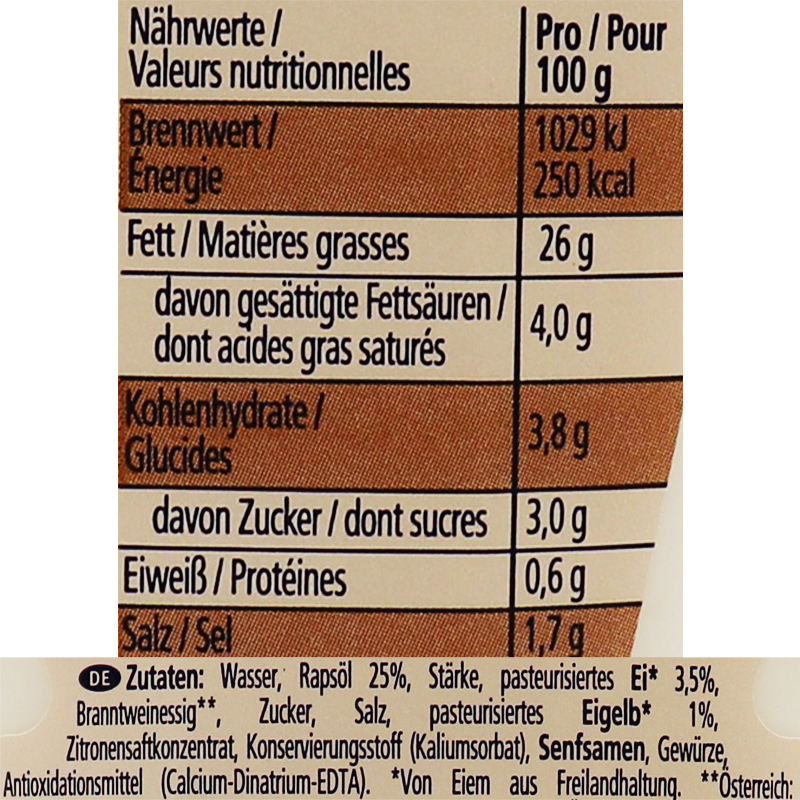 Nährwerte / Pro / Pour
Valeurs nutritionnelles 100 g
Brennwert / 1029 kJ
Énergie 250 kcal
Fett / Matières grasses 26 g
davon gesättigte Fettsäuren /
dont acides gras saturés 4,0 g
Kohlenhydrate /
Glucides 3,8 g
davon Zucker / dont sucres 3,0 g
Eiweiß / Protéines 0,6 g
Salz / Sel 1,7 g
DE Zutaten: Wasser, Rapsöl 25%, Stärke, pasteurisiertes Ei* 3,5%,
Branntweinessig**, Zucker, Salz, pasteurisiertes Eigelb* 1%,
Zitronensaftkonzentrat, Konservierungsstoff (Kaliumsorbat), Senfsamen, Gewürze,
Antioxidationsmittel (Calcium-Dinatrium-EDTA). *Von Eiern aus Freilandhaltung. **Österreich: